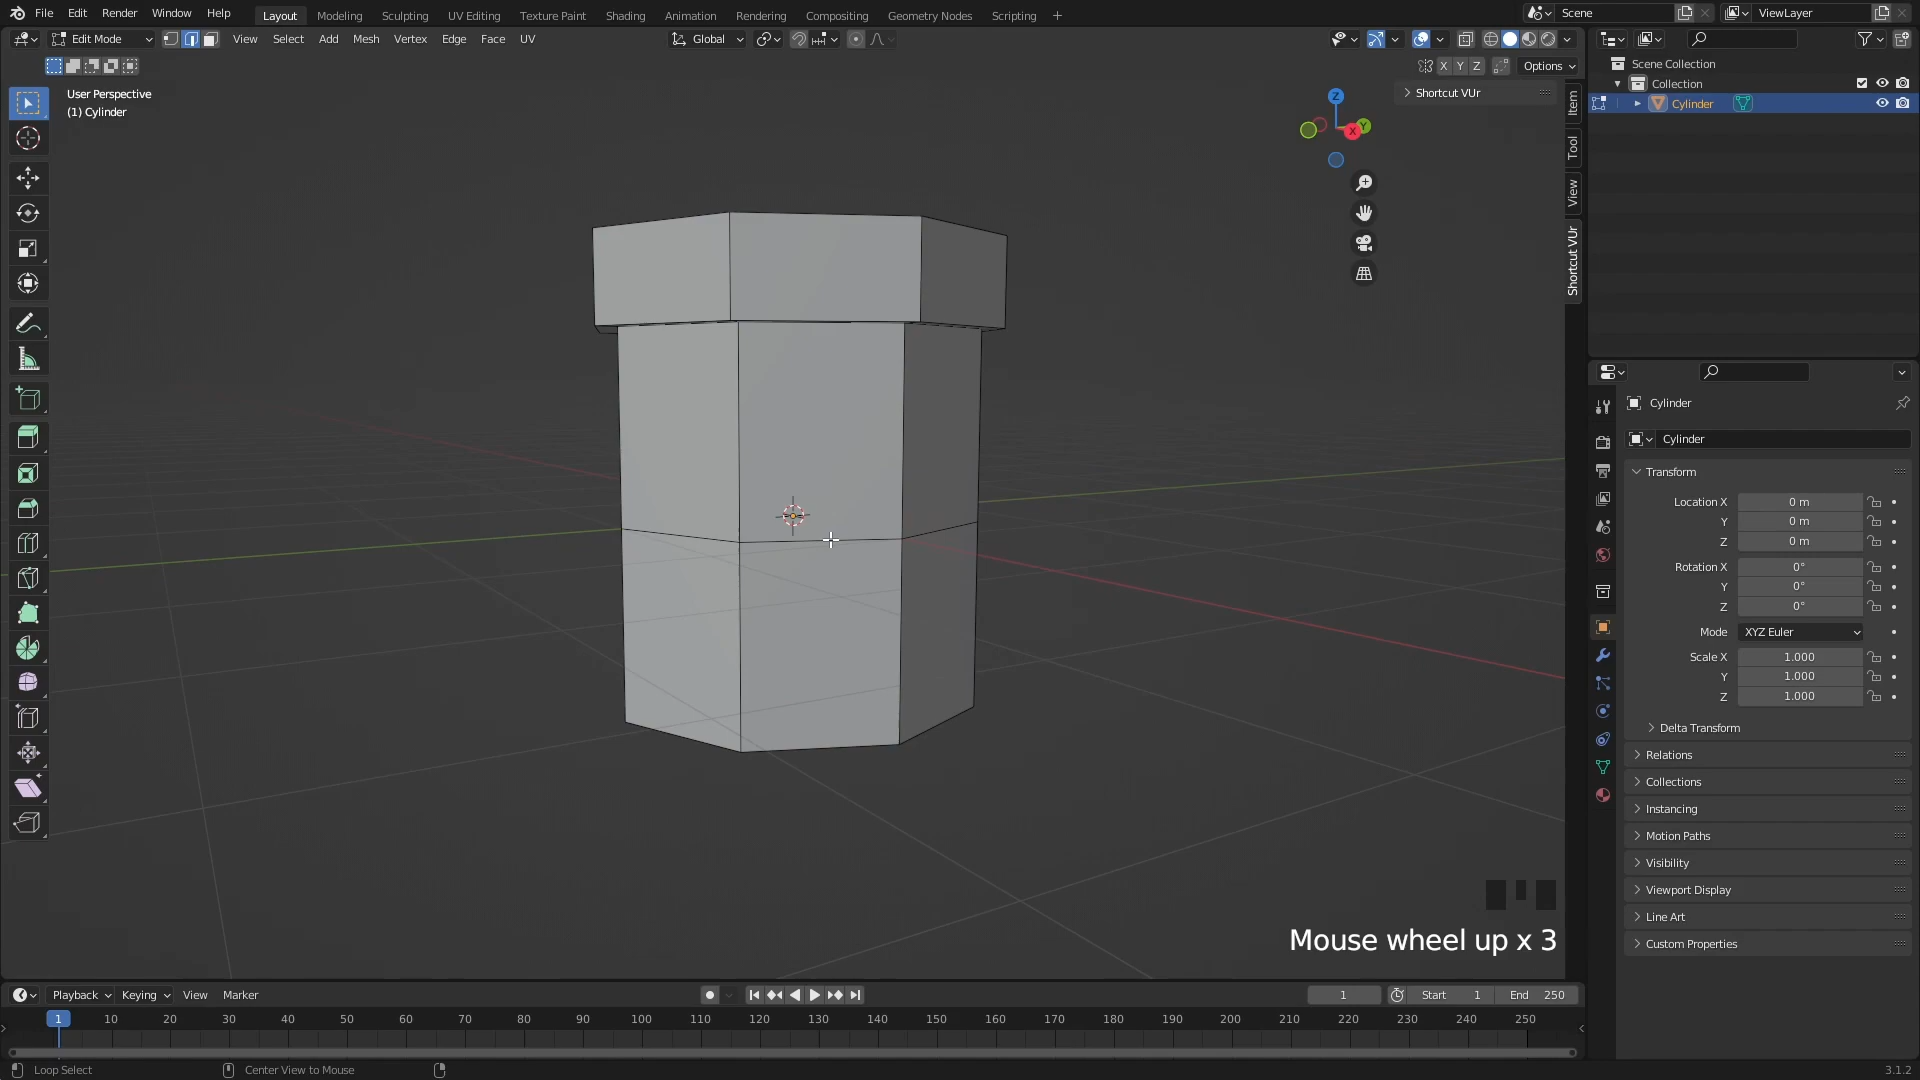 File Edit Render Window Help Layout Modeling Sculpting UV Editing Texture Paint Shading Animation Rendering Compositing Geometry Nodes Scripting + Scene ViewLayer
Edit Mode View Select Add Mesh Vertex Edge Face UV Global
X Y Z Options
User Perspective
(1) Cylinder
Shortcut VUr
Z
Y
X
Item
Tool
View
Shortcut VUr
Scene Collection
Collection
Cylinder
Cylinder
Cylinder
Transform
Location X 0 m
Y 0 m
Z 0 m
Rotation X 0°
Y 0°
Z 0°
Mode XYZ Euler
Scale X 1.000
Y 1.000
Z 1.000
Delta Transform
Relations
Collections
Instancing
Motion Paths
Visibility
Viewport Display
Line Art
Custom Properties
Mouse wheel up x 3
Playback Keying View Marker 1 Start 1 End 250
1 10 20 30 40 50 60 70 80 90 100 110 120 130 140 150 160 170 180 190 200 210 220 230 240 250
Loop Select Center View to Mouse 3.1.2